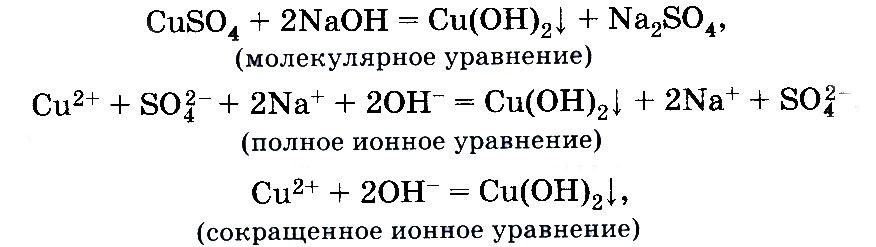 CuSO₄ + 2NaOH = Cu(OH)₂↓ + Na₂SO₄,
(молекулярное уравнение)
Cu²⁺ + SO₄²⁻ + 2Na⁺ + 2OH⁻ = Cu(OH)₂↓ + 2Na⁺ + SO₄²⁻
(полное ионное уравнение)
Cu²⁺ + 2OH⁻ = Cu(OH)₂↓,
(сокращенное ионное уравнение)